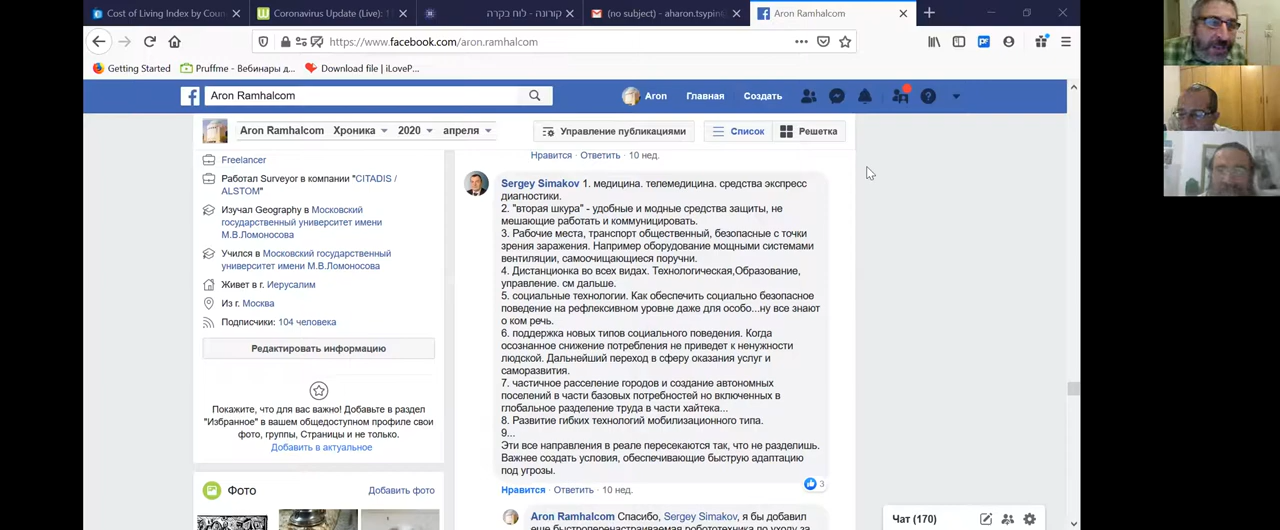 Cost of Living Index by Coun
Coronavirus Update (Live): 1
קורונה - לוח בקרה
(no subject) - aharon.tsypin@
Aron Ramhalcom
https://www.facebook.com/aron.ramhalcom
Getting Started
Pruffme - Вебинары д...
Download file | iLoveP...
Aron Ramhalcom
Aron
Главная
Создать
Aron Ramhalcom
Хроника
2020
апреля
Управление публикациями
Список
Решетка
Freelancer
Работал Surveyor в компании "CITADIS /
ALSTOM"
Изучал Geography в Московский
государственный университет имени
М.В.Ломоносова
Учился в Московский государственный
университет имени М.В.Ломоносова
Живет в г. Иерусалим
Из г. Москва
Подписчики: 104 человека
Редактировать информацию
Покажите, что для вас важно! Добавьте в раздел
"Избранное" в вашем общедоступном профиле свои
фото, группы, Страницы и не только.
Добавить в актуальное
Фото
Добавить фото
Нравится · Ответить · 10 нед.
Sergey Simakov 1. медицина. телемедицина. средства экспресс
диагностики.
2. "вторая шкура" - удобные и модные средства защиты, не
мешающие работать и коммуницировать.
3. Рабочие места, транспорт общественный, безопасные с точки
зрения заражения. Например оборудование мощными системами
вентиляции, самоочищающиеся поручни.
4. Дистанционка во всех видах. Технологическая,Образование,
управление. см дальше.
5. социальные технологии. Как обеспечить социально безопасное
поведение на рефлексивном уровне даже для особо...ну все знают
о ком речь.
6. поддержка новых типов социального поведения. Когда
осознанное снижение потребления не приведет к ненужности
людской. Дальнейший переход в сферу оказания услуг и
саморазвития.
7. частичное расселение городов и создание автономных
поселений в части базовых потребностей но включенных в
глобальное разделение труда в части хайтека...
8. Развитие гибких технологий мобилизационного типа.
9...
Эти все направления в реале пересекаются так, что не разделишь.
Важнее создать условия, обеспечивающие быструю адаптацию
под угрозы.
3
Нравится · Ответить · 10 нед.
Aron Ramhalcom Спасибо, Sergey Simakov, я бы добавил
еще быстроперенастраиваемая робототехника по уходу за
Чат (170)